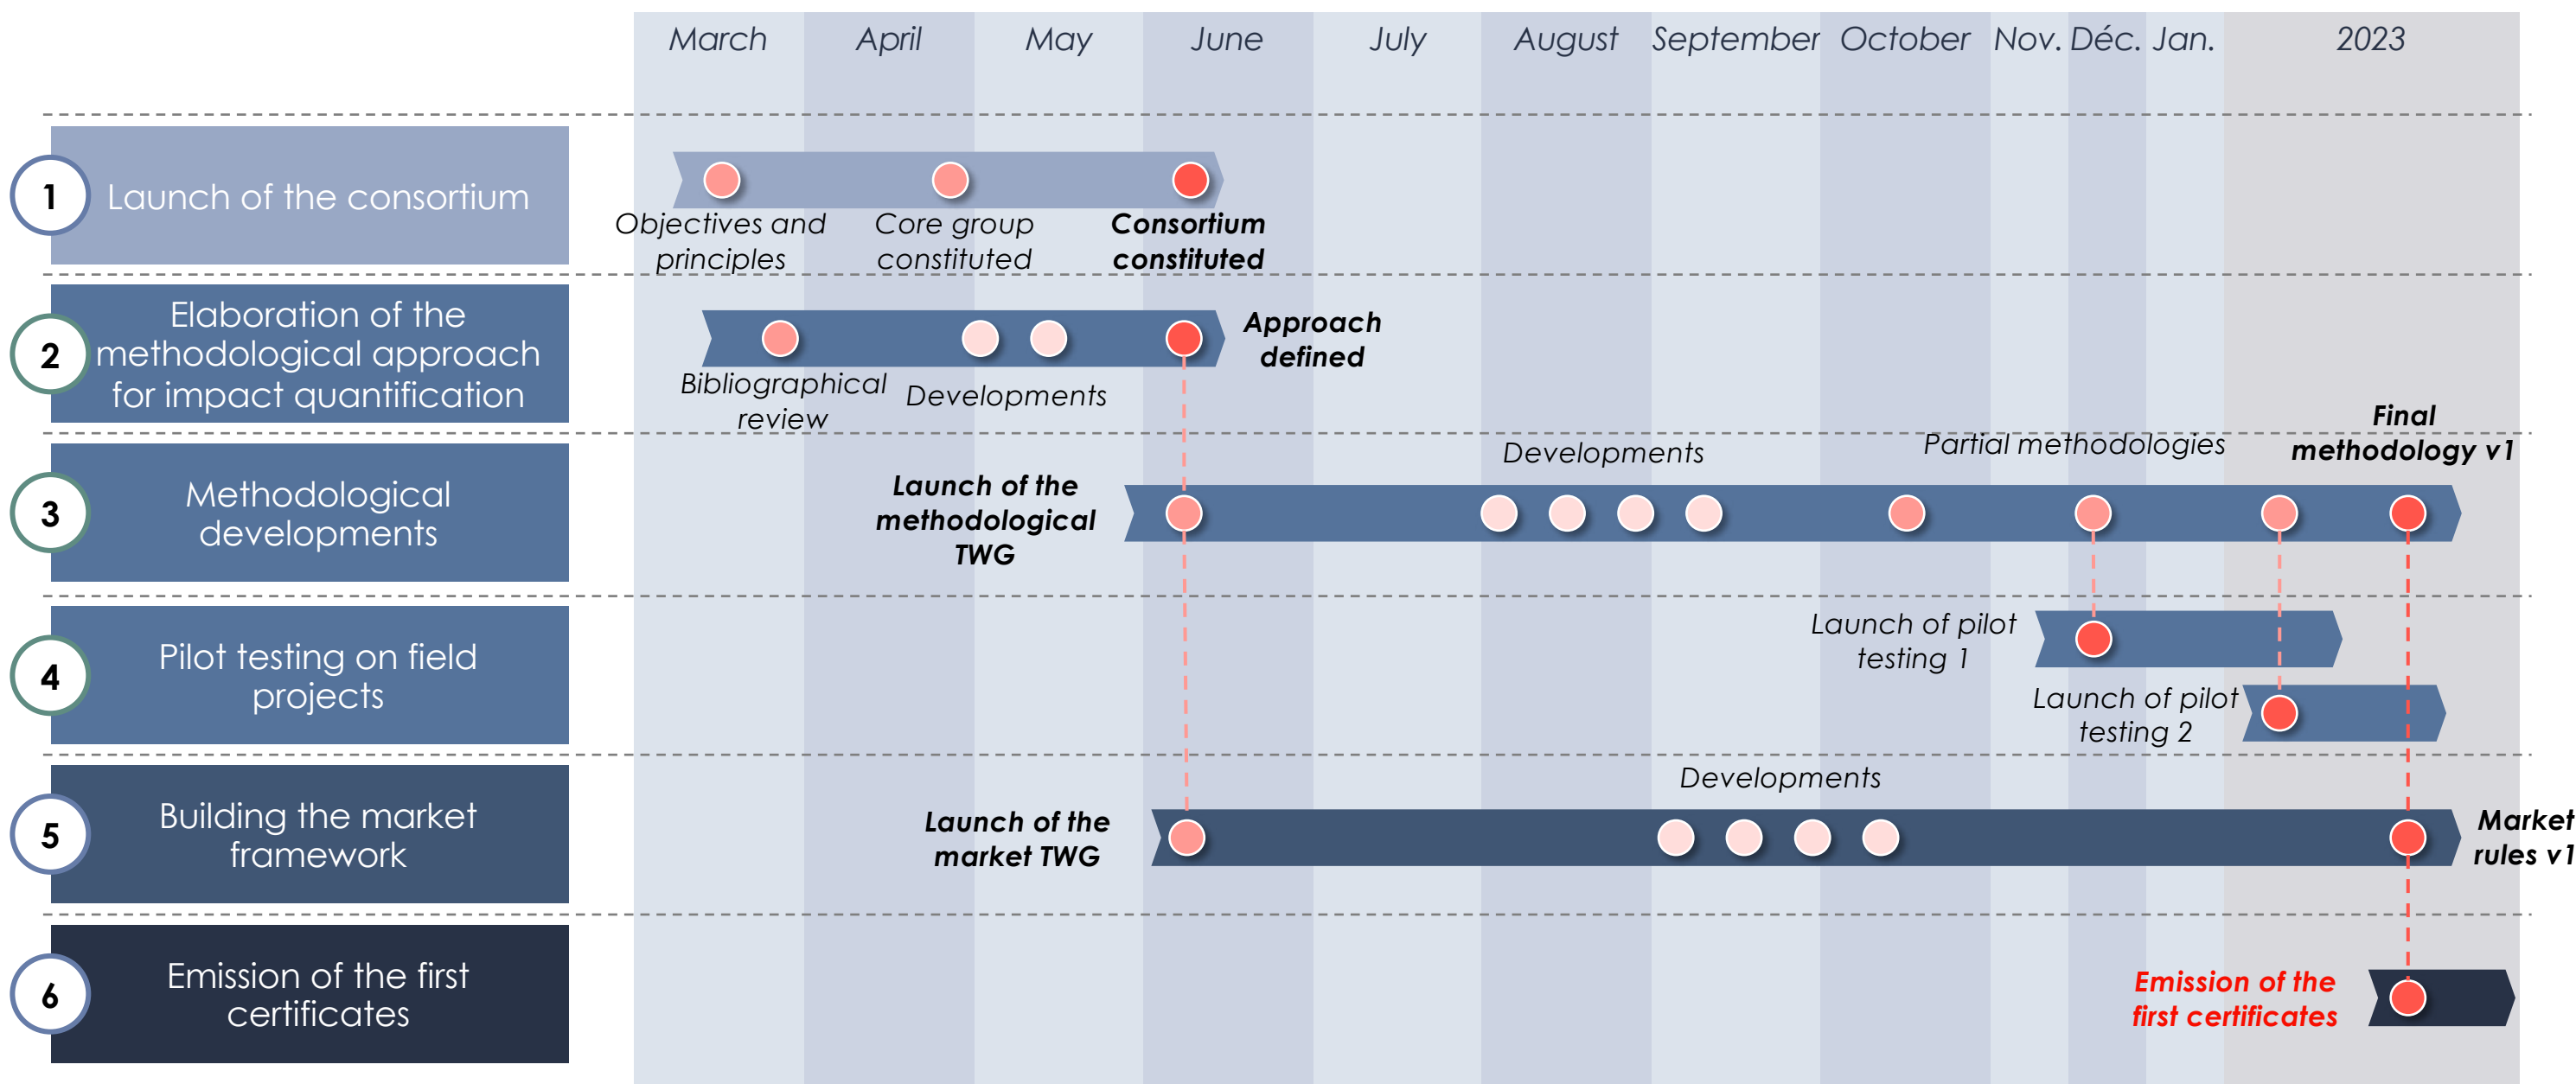 March April May June July August September October Nov. Déc. Jan. 2023
1
Launch of the consortium
Objectives and
principles
Core group
constituted
Consortium
constituted
2
Elaboration of the
methodological approach
for impact quantification
Bibliographical
review
Developments
Approach
defined
3
Methodological
developments
Launch of the
methodological
TWG
Developments
Partial methodologies
Final
methodology v1
4
Pilot testing on field
projects
Launch of pilot
testing 1
Launch of pilot
testing 2
5
Building the market
framework
Launch of the
market TWG
Developments
Market
rules v1
6
Emission of the first
certificates
Emission of the
first certificates